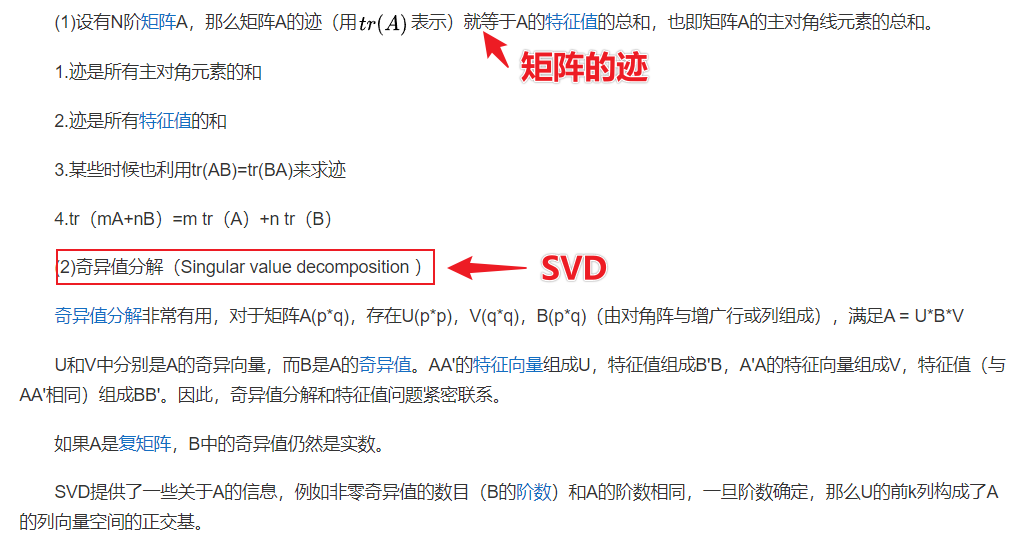 (1)设有N阶矩阵A，那么矩阵A的迹（用tr(A)表示）就等于A的特征值的总和，也即矩阵A的主对角线元素的总和。
矩阵的迹
1.迹是所有主对角元素的和
2.迹是所有特征值的和
3.某些时候也利用tr(AB)=tr(BA)来求迹
4.tr（mA+nB）=m tr（A）+n tr（B）
(2)奇异值分解（Singular value decomposition ）
SVD
奇异值分解非常有用，对于矩阵A(p*q)，存在U(p*p)，V(q*q)，B(p*q)（由对角阵与增广行或列组成），满足A = U*B*V
U和V中分别是A的奇异向量，而B是A的奇异值。AA'的特征向量组成U，特征值组成B'B，A'A的特征向量组成V，特征值（与
AA'相同）组成BB'。因此，奇异值分解和特征值问题紧密联系。
如果A是复矩阵，B中的奇异值仍然是实数。
SVD提供了一些关于A的信息，例如非零奇异值的数目（B的阶数）和A的阶数相同，一旦阶数确定，那么U的前k列构成了A
的列向量空间的正交基。